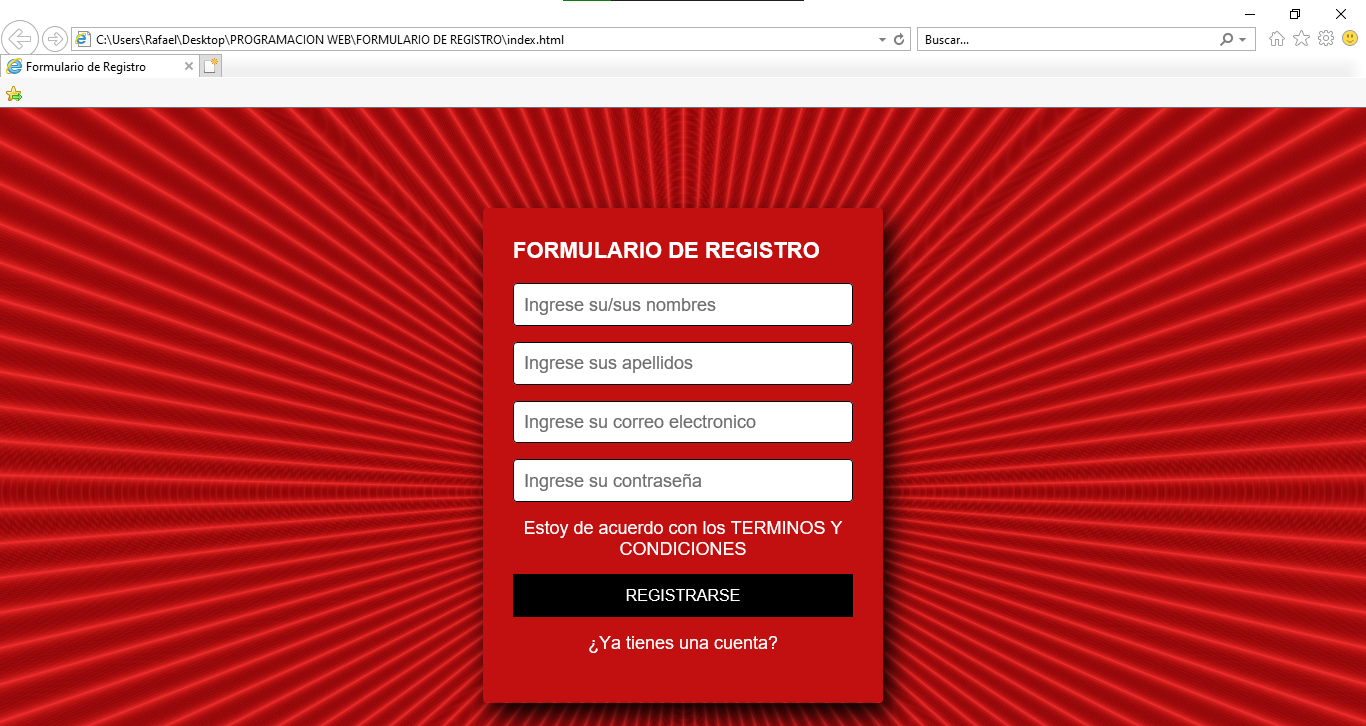 C:\Users\Rafael\Desktop\PROGRAMACION WEB\FORMULARIO DE REGISTRO\index.html
Buscar...
Formulario de Registro
FORMULARIO DE REGISTRO
Ingrese su/sus nombres
Ingrese sus apellidos
Ingrese su correo electronico
Ingrese su contraseña
Estoy de acuerdo con los TERMINOS Y
CONDICIONES
REGISTRARSE
¿Ya tienes una cuenta?